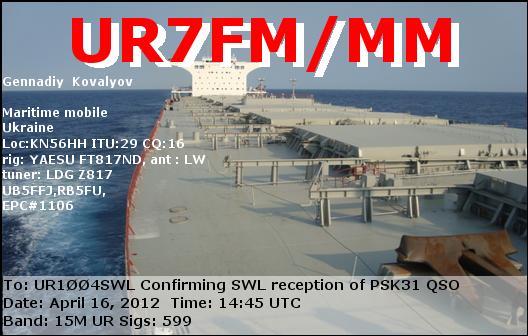 UR7FM/MM
Gennadiy Kovalyov
Maritime mobile
Ukraine
Loc:KN56HH ITU:29 CQ:16
rig: YAESU FT817ND, ant : LW
tuner: LDG Z817
UB5FFJ,RB5FU,
EPC#1106
To: UR1ØØ4SWL Confirming SWL reception of PSK31 QSO
Date: April 16, 2012 Time: 14:45 UTC
Band: 15M UR Sigs: 599